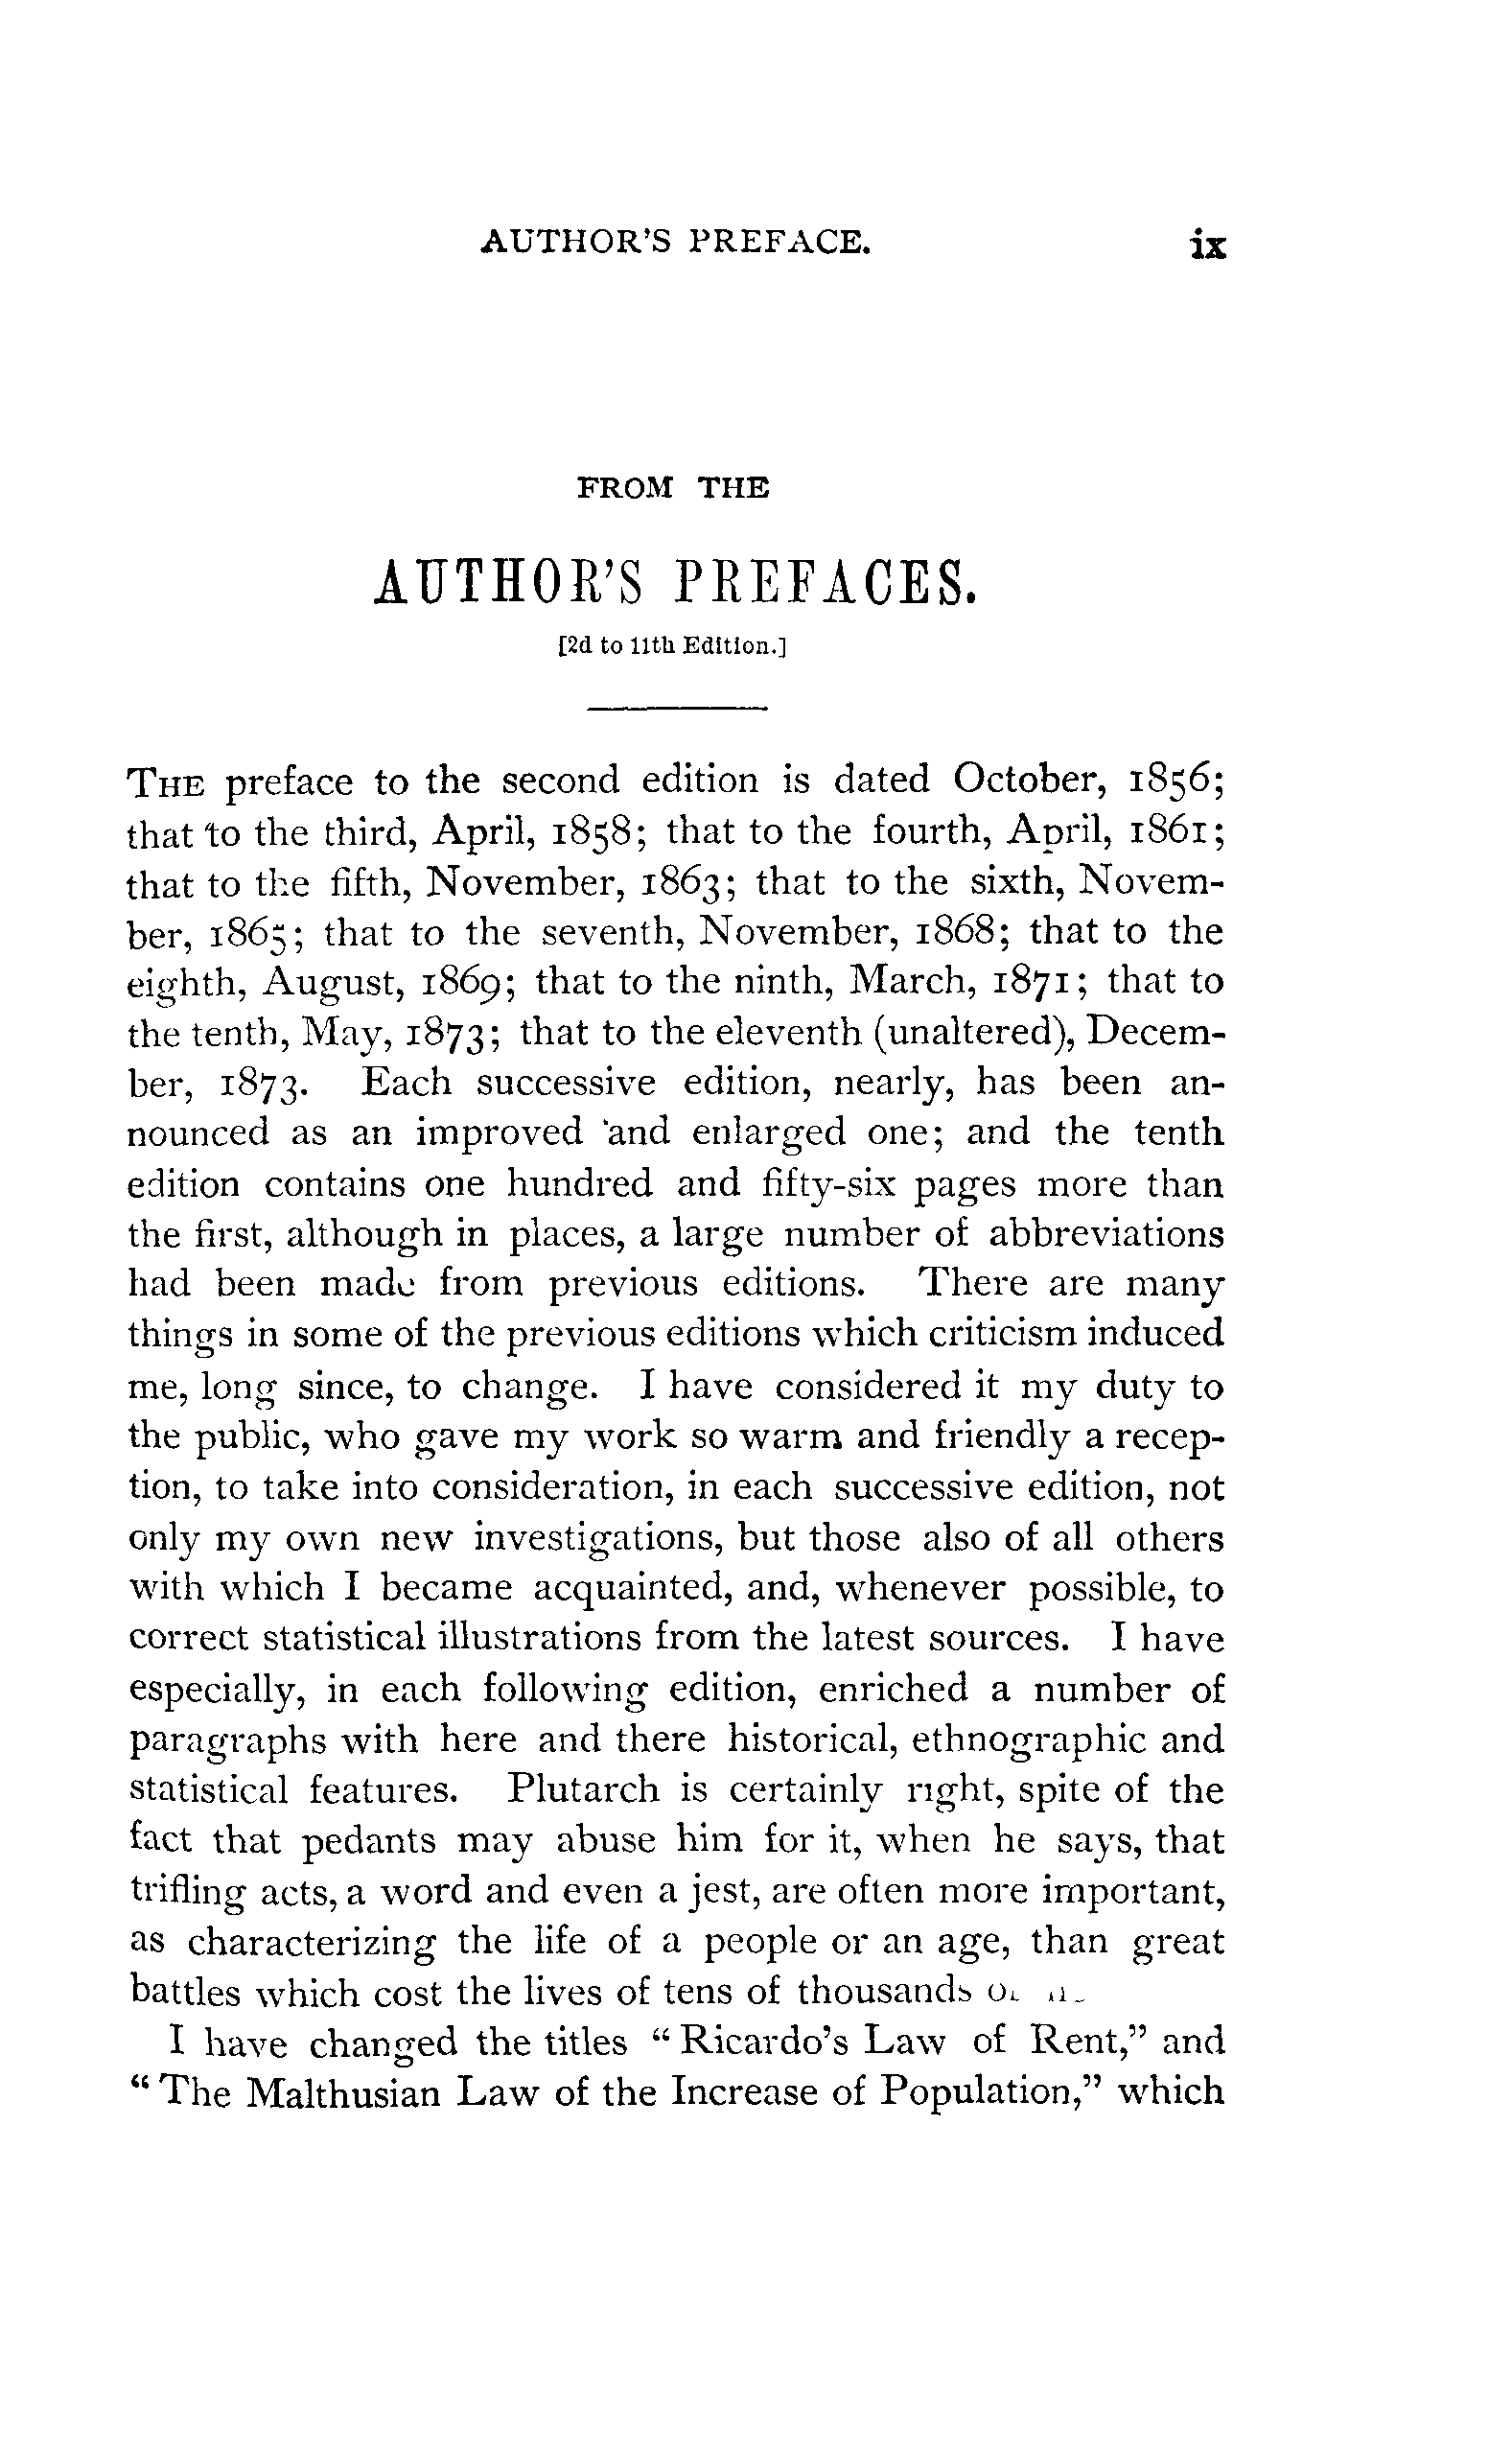 AUTHOR'S PREFACE. ix
FROM THE
AUTHOR'S PREFACES.
[2d to 11th Edition.]
THE preface to the second edition is dated October, 1856;
that to the third, April, 1858; that to the fourth, April, 1861;
that to the fifth, November, 1863; that to the sixth, Novem-
ber, 1865; that to the seventh, November, 1868; that to the
eighth, August, 1869; that to the ninth, March, 1871; that to
the tenth, May, 1873; that to the eleventh (unaltered), Decem-
ber, 1873. Each successive edition, nearly, has been an-
nounced as an improved and enlarged one; and the tenth
edition contains one hundred and fifty-six pages more than
the first, although in places, a large number of abbreviations
had been made from previous editions. There are many
things in some of the previous editions which criticism induced
me, long since, to change. I have considered it my duty to
the public, who gave my work so warm and friendly a recep-
tion, to take into consideration, in each successive edition, not
only my own new investigations, but those also of all others
with which I became acquainted, and, whenever possible, to
correct statistical illustrations from the latest sources. I have
especially, in each following edition, enriched a number of
paragraphs with here and there historical, ethnographic and
statistical features. Plutarch is certainly right, spite of the
fact that pedants may abuse him for it, when he says, that
trifling acts, a word and even a jest, are often more important,
as characterizing the life of a people or an age, than great
battles which cost the lives of tens of thousands
I have changed the titles "Ricardo's Law of Rent," and
"The Malthusian Law of the Increase of Population," which